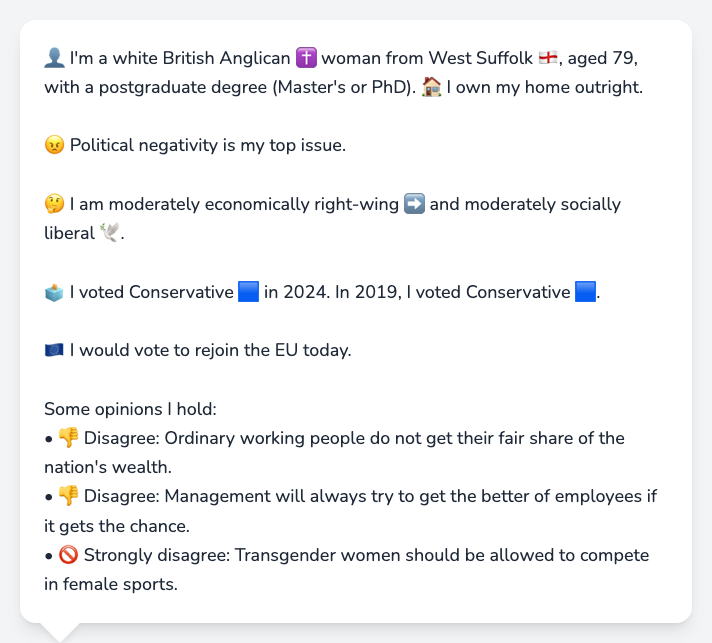 👤 I'm a white British Anglican ✝️ woman from West Suffolk 🏴󠁧󠁢󠁥󠁮󠁧󠁿, aged 79,
with a postgraduate degree (Master's or PhD). 🏠 I own my home outright.
😠 Political negativity is my top issue.
🤔 I am moderately economically right-wing ➡️ and moderately socially
liberal 🕊️.
🗳️ I voted Conservative 🟦 in 2024. In 2019, I voted Conservative 🟦.
🇪🇺 I would vote to rejoin the EU today.
Some opinions I hold:
• 👎 Disagree: Ordinary working people do not get their fair share of the
nation's wealth.
• 👎 Disagree: Management will always try to get the better of employees if
it gets the chance.
• 🚫 Strongly disagree: Transgender women should be allowed to compete
in female sports.